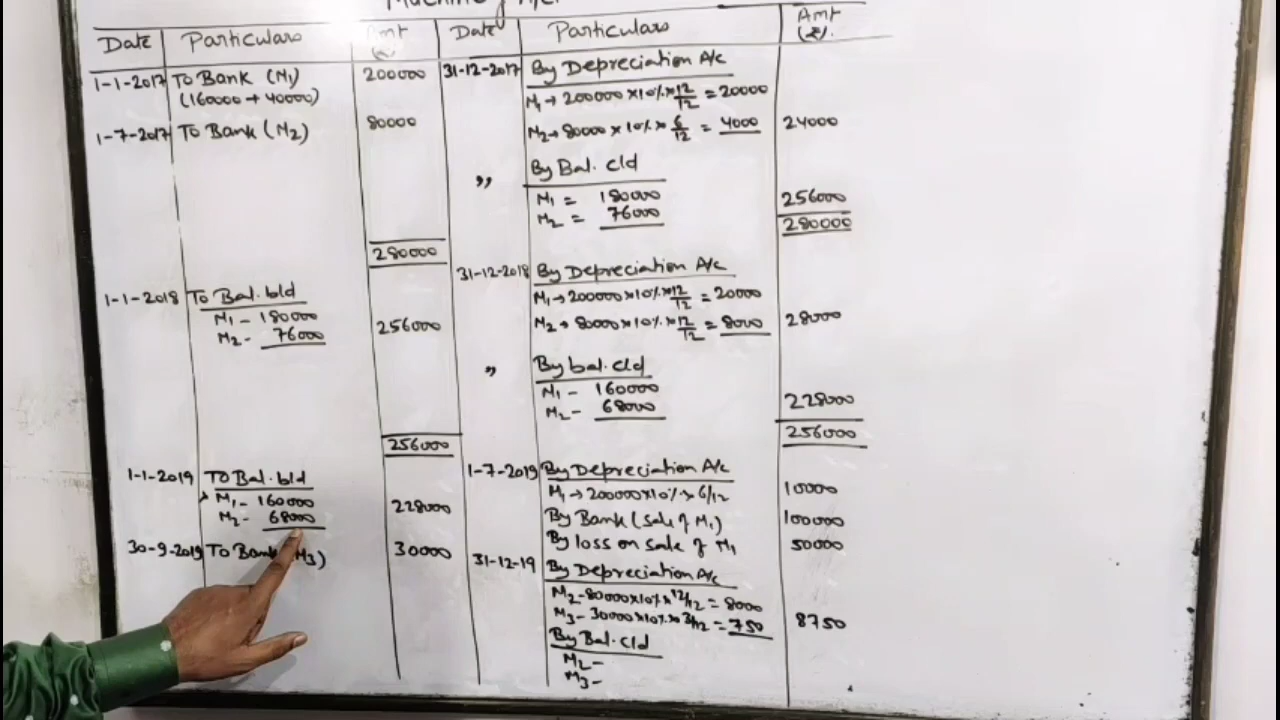 Date Particulars Amt (₹) Date Particulars Amt (₹).
1-1-2017 To Bank (M₁) 200000 31-12-2017 By Depreciation A/c
(160000 + 40000) M₁ → 200000 × 10% × 12/12 = 20000
1-7-2017 To Bank (M₂) 80000 M₂ → 80000 × 10% × 6/12 = 4000 24000
,, By Bal. c/d
M₁ = 180000 256000
M₂ = 76000 280000
280000
31-12-2018 By Depreciation A/c
1-1-2018 To Bal. b/d M₁ → 200000 × 10% × 12/12 = 20000
M₁ - 180000 256000 M₂ → 80000 × 10% × 12/12 = 8000 28000
M₂ - 76000
,, By bal. c/d
M₁ - 160000
M₂ - 68000 228000
256000 256000
1-1-2019 To Bal. b/d 1-7-2019 By Depreciation A/c
M₁ - 160000 228000 M₁ → 200000 × 10% × 6/12 10000
M₂ - 68000 By Bank (sale of M₁) 100000
30-9-2019 To Bank M₃) 30000 By loss on sale of M₁ 50000
31-12-19 By Depreciation A/c
M₂ - 80000 × 10% × 12/12 = 8000
M₃ - 30000 × 10% × 3/12 = 750 8750
By Bal. c/d
M₂ -
M₃ -